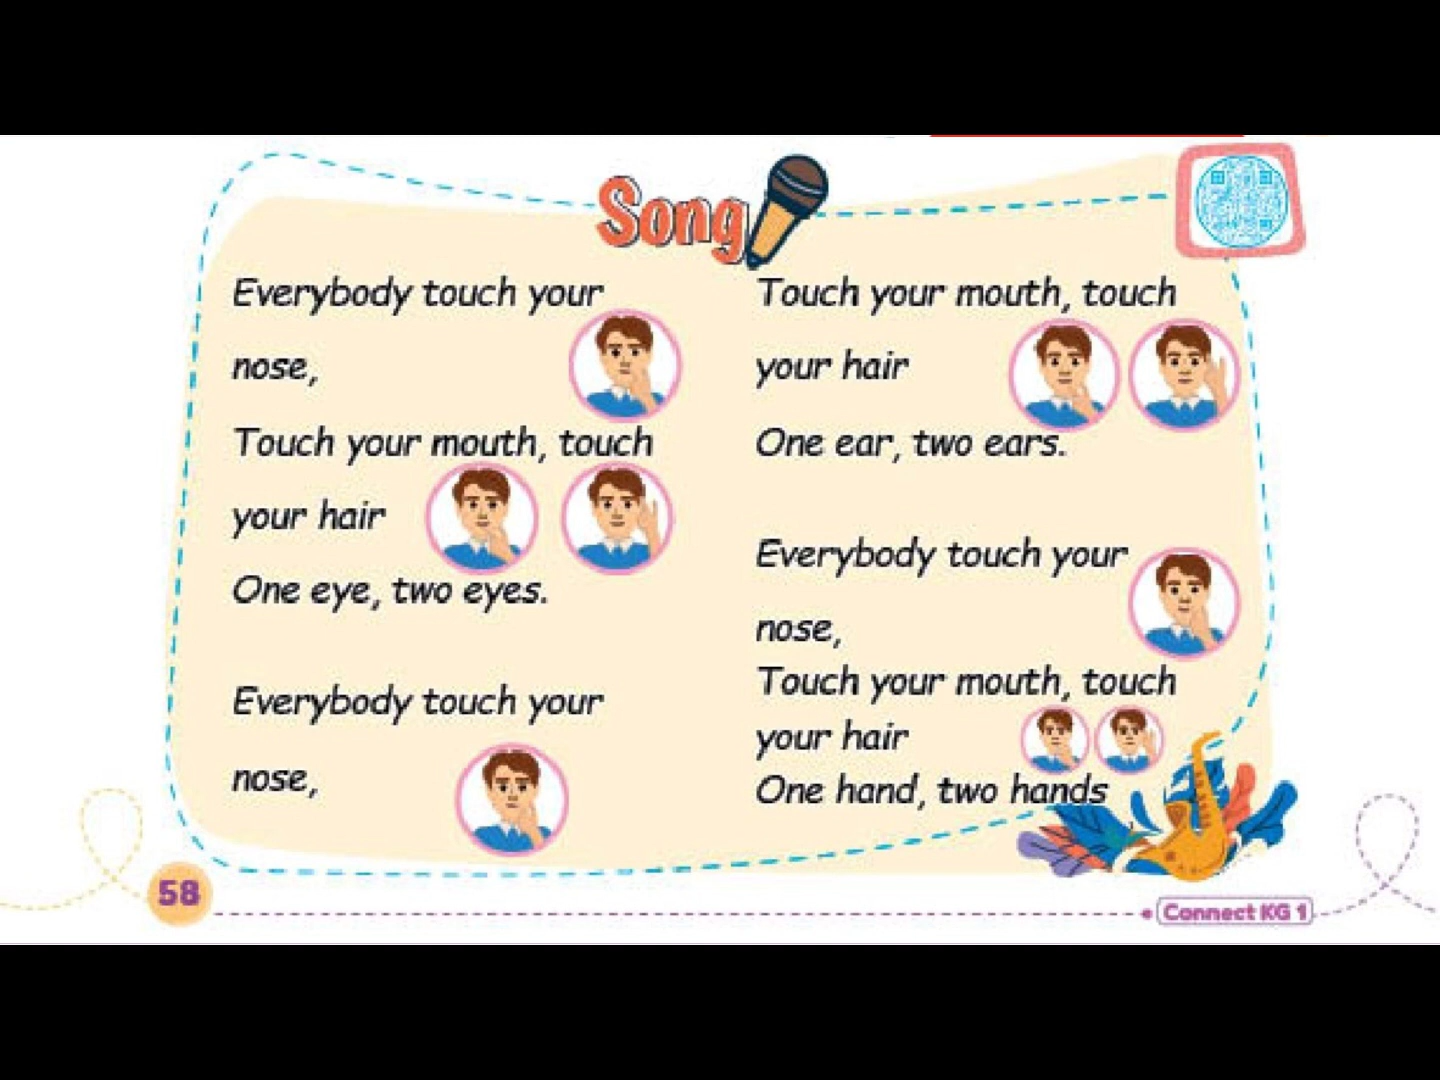 Song
Everybody touch your
nose,
Touch your mouth, touch
your hair
One eye, two eyes.
Everybody touch your
nose,
Touch your mouth, touch
your hair
One ear, two ears.
Everybody touch your
nose,
Touch your mouth, touch
your hair
One hand, two hands
58
Connect KG 1